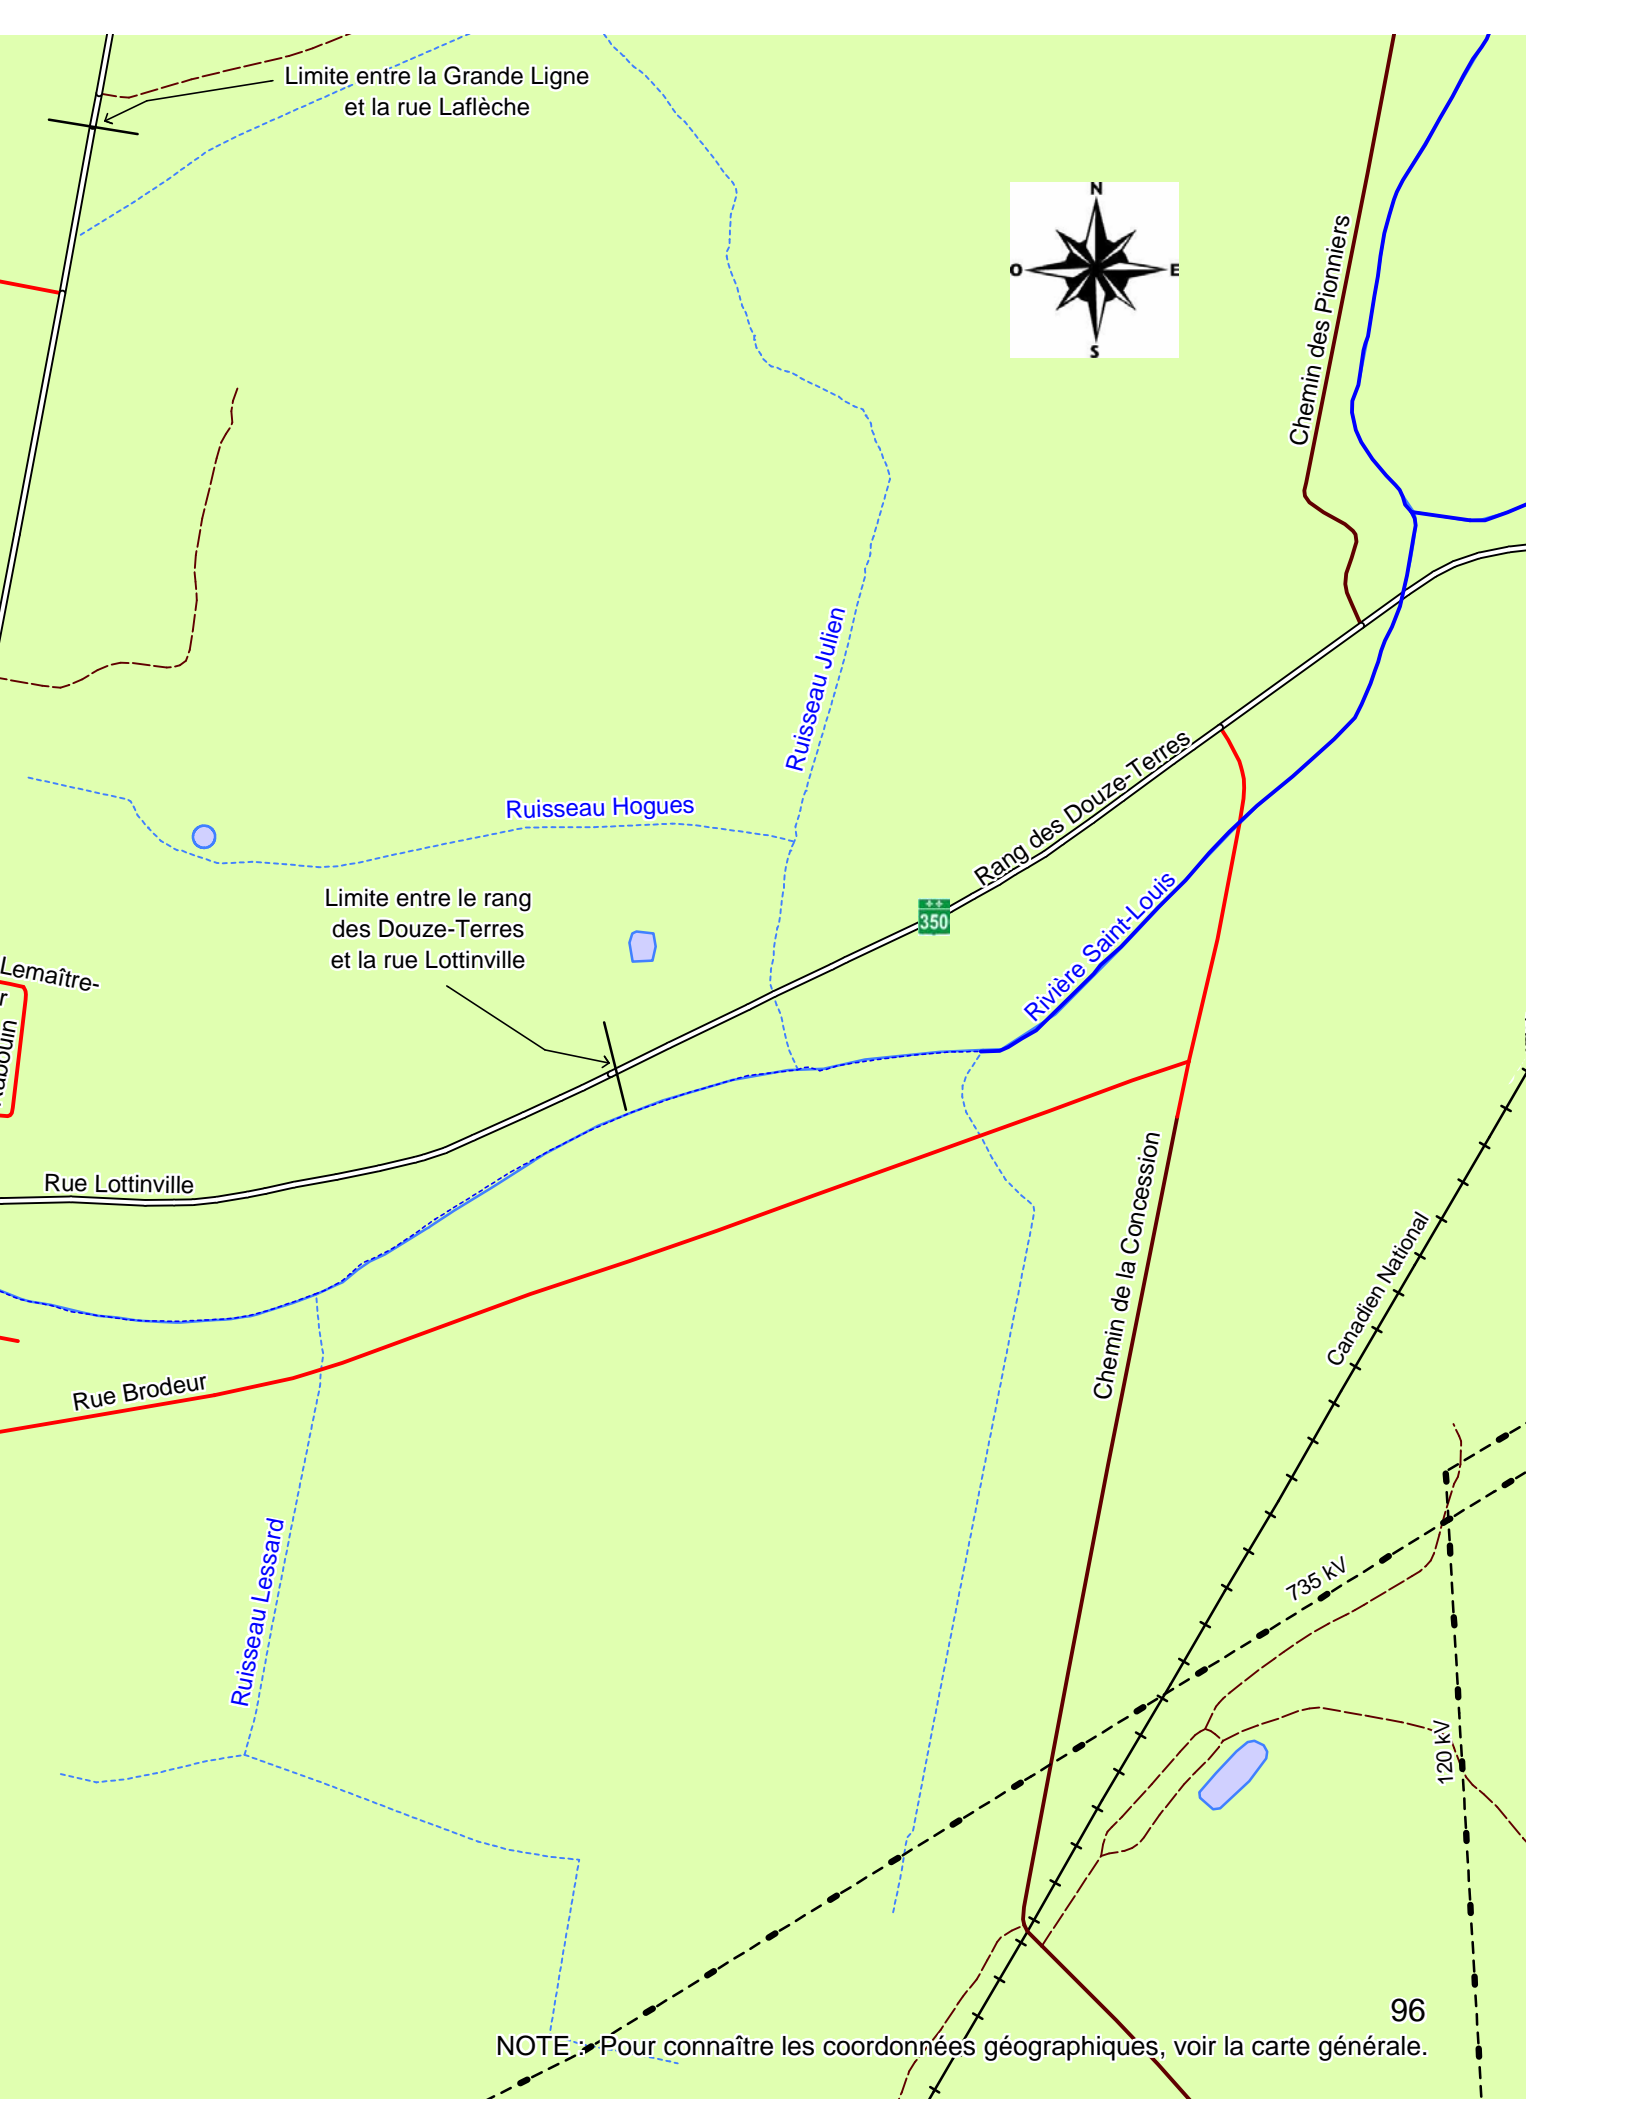 Limite entre la Grande Ligne
et la rue Laflèche
N
O
E
S
Chemin des Pionniers
Ruisseau Julien
Ruisseau Hogues
Rang des Douze-Terres
350
Limite entre le rang
des Douze-Terres
et la rue Lottinville
Rivière Saint-Louis
Lemaître-
r
Rue Lottinville
Chemin de la Concession
Canadien National
Rue Brodeur
Ruisseau Lessard
735 kV
120 kV
96
NOTE : Pour connaître les coordonnées géographiques, voir la carte générale.